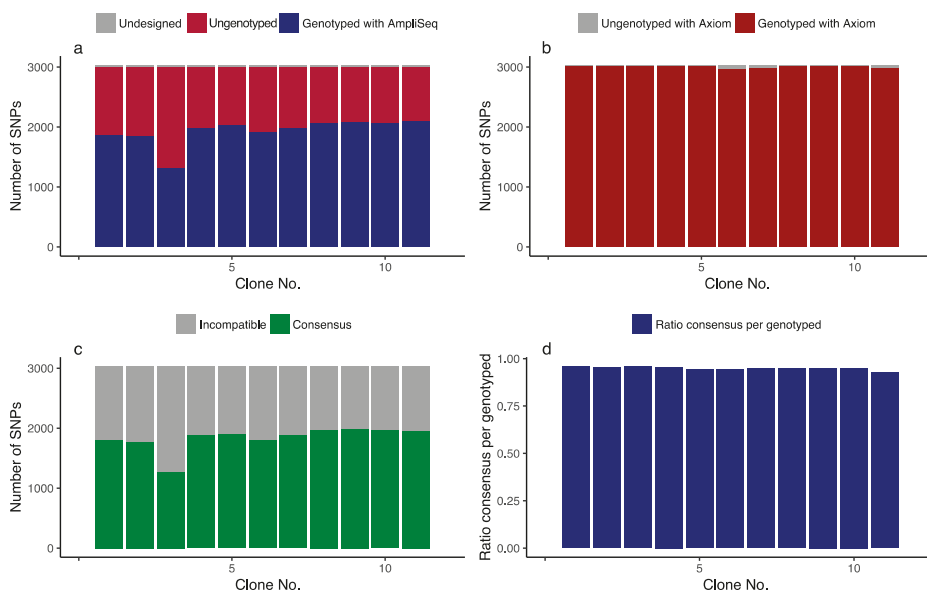 Undesigned Ungenotyped Genotyped with AmpliSeq
a
Number of SNPs
3000
2000
1000
0
5 10
Clone No.
Ungenotyped with Axiom Genotyped with Axiom
b
Number of SNPs
3000
2000
1000
0
5 10
Clone No.
Incompatible Consensus
c
Number of SNPs
3000
2000
1000
0
5 10
Clone No.
Ratio consensus per genotyped
d
Ratio consensus per genotyped
1.00
0.75
0.50
0.25
0.00
5 10
Clone No.